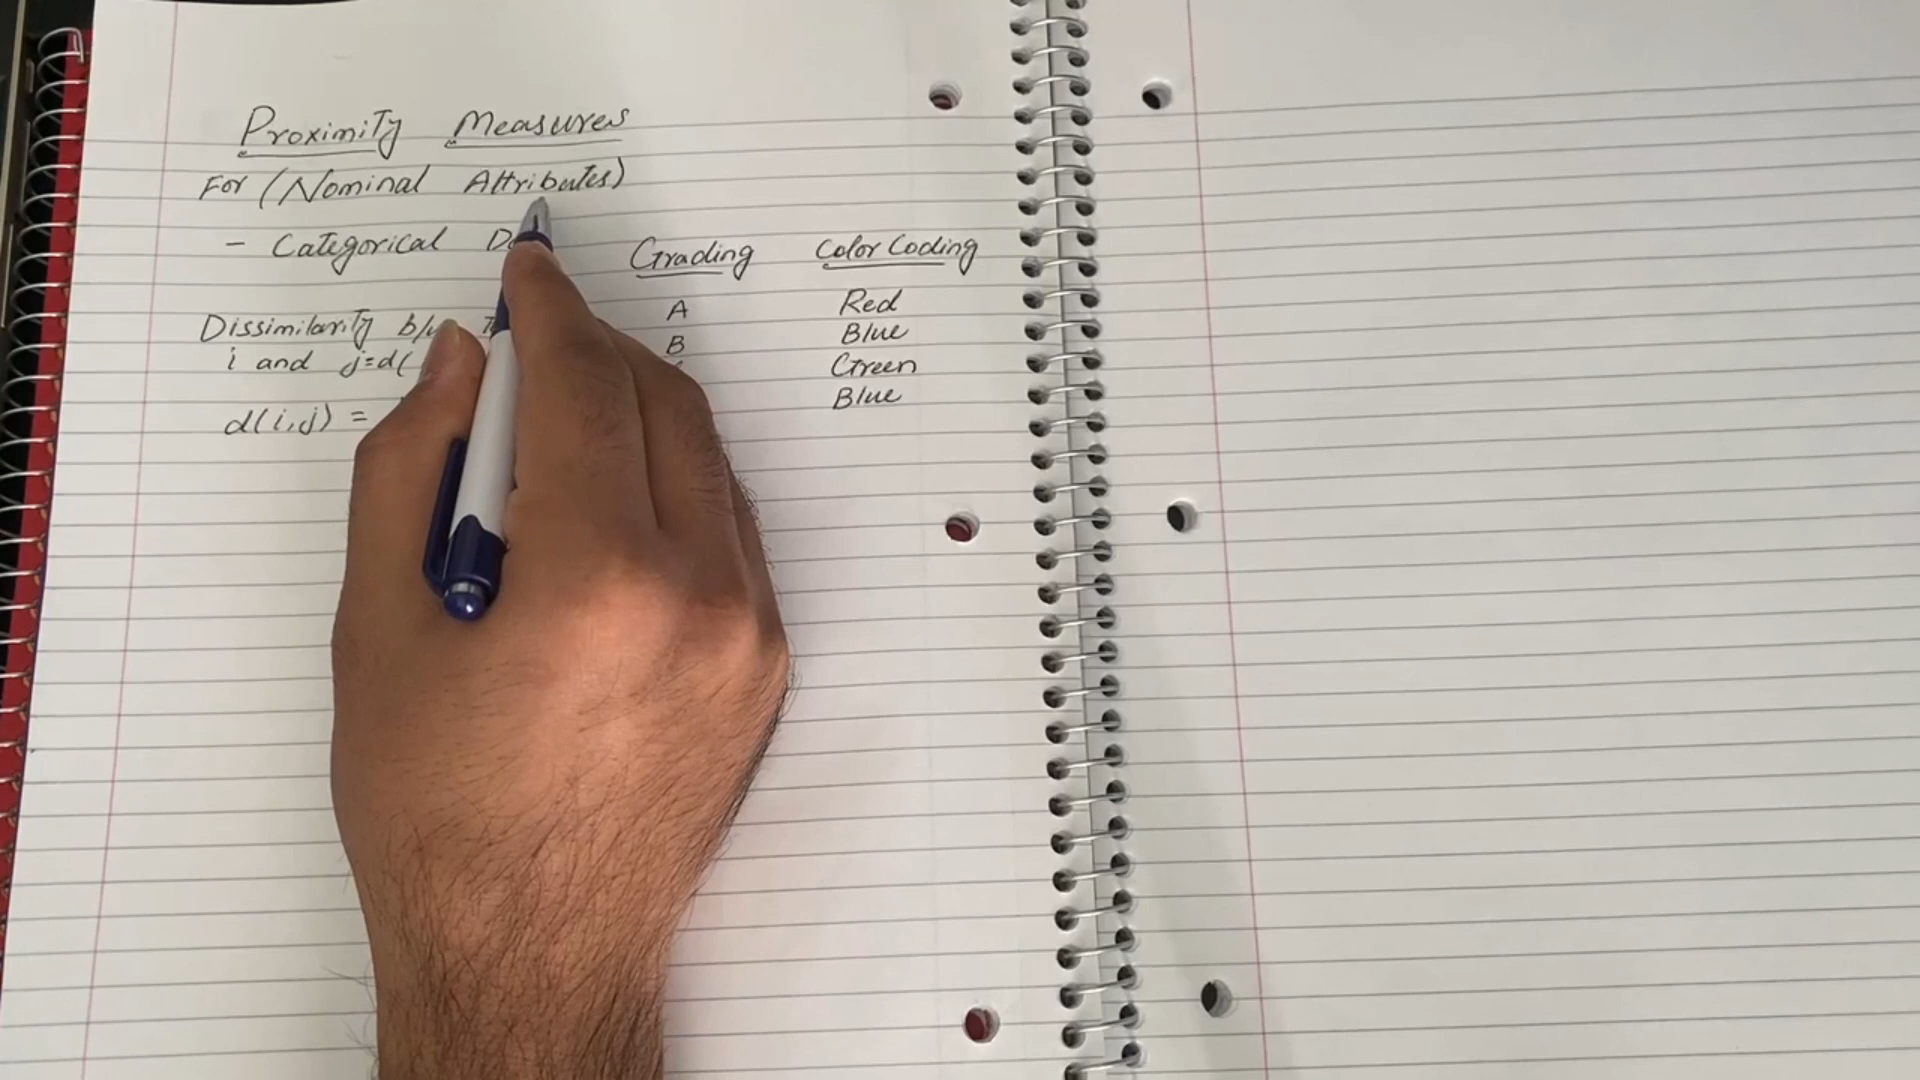 Proximity Measures
For (Nominal Attributes)
- Categorical
Dissimilarity
i and j = d(
d(i,j) =
Grading
A
B
Color Coding
Red
Blue
Green
Blue